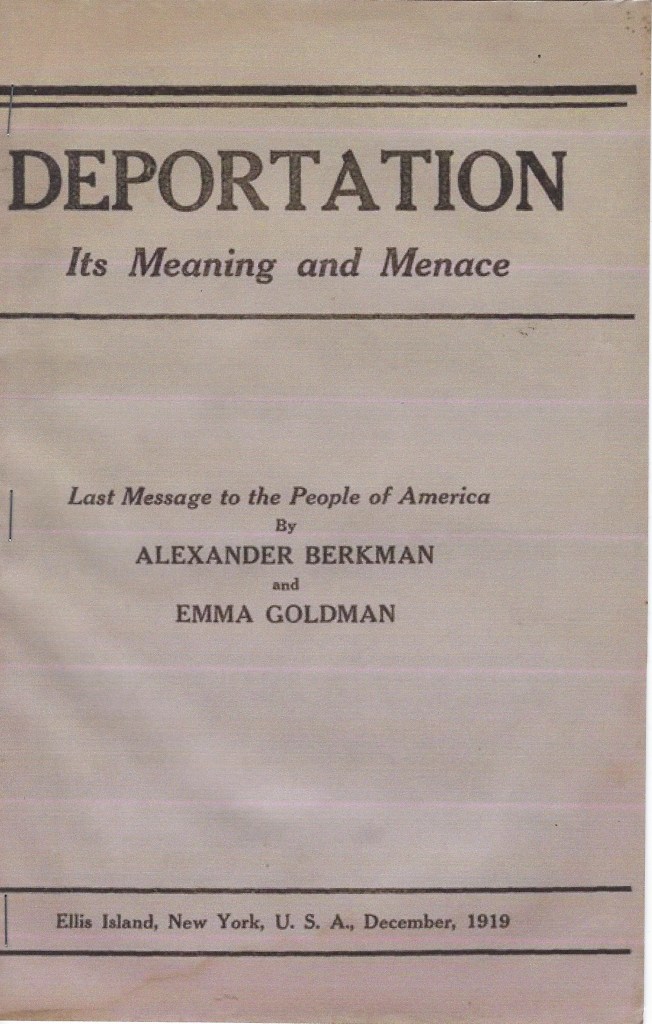 DEPORTATION
Its Meaning and Menace
Last Message to the People of America
By
ALEXANDER BERKMAN
and
EMMA GOLDMAN
Ellis Island, New York, U. S. A., December, 1919